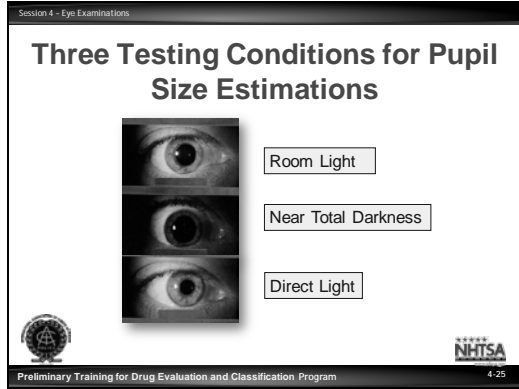 Session 4 - Eye Examinations
Three Testing Conditions for Pupil
Size Estimations
Room Light
Near Total Darkness
Direct Light
NHTSA
Preliminary Training for Drug Evaluation and Classification Program
4-25